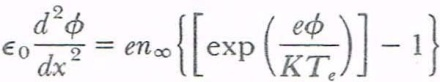 ϵ₀ d²ϕ/dx² = en∞{[exp (eϕ/KTₑ)] − 1}